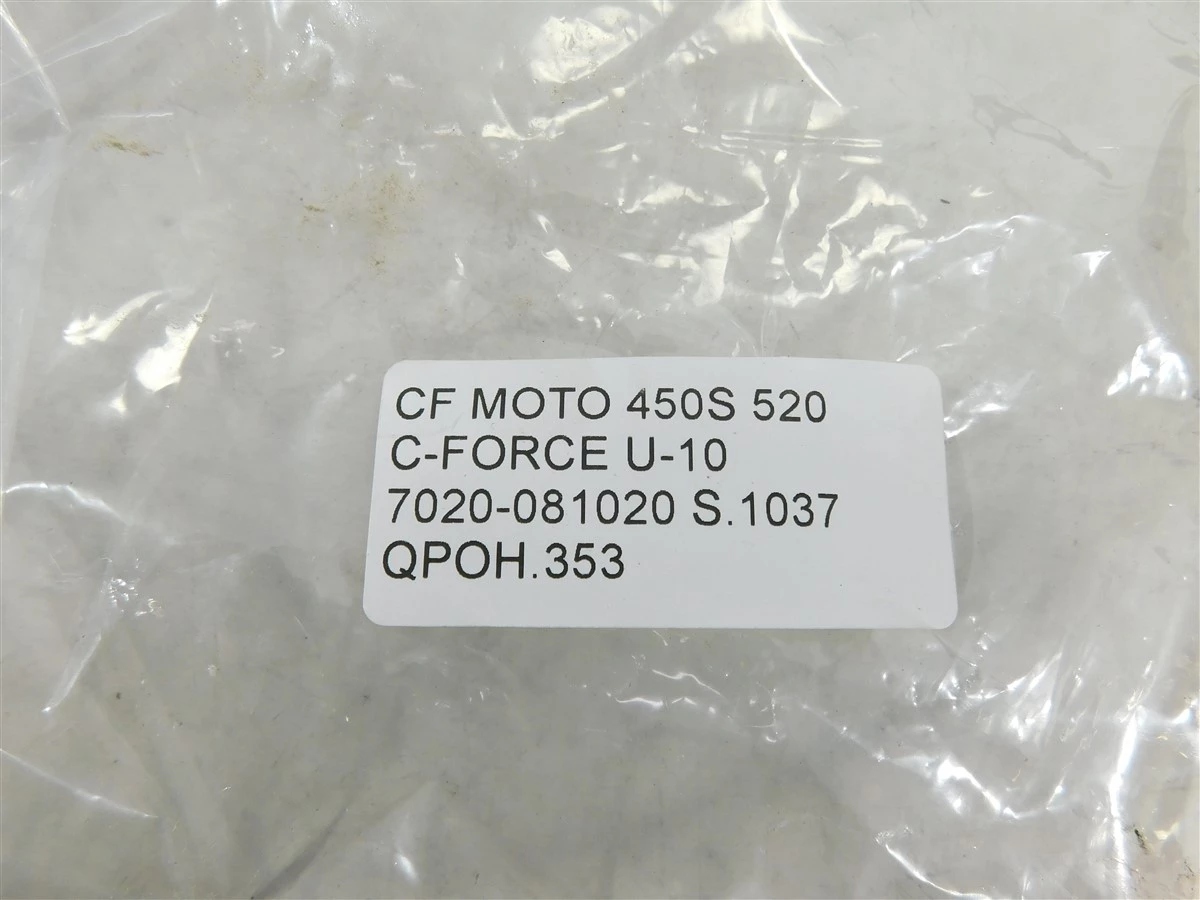 CF MOTO 450S 520
C-FORCE U-10
7020-081020 S.1037
QPOH.353